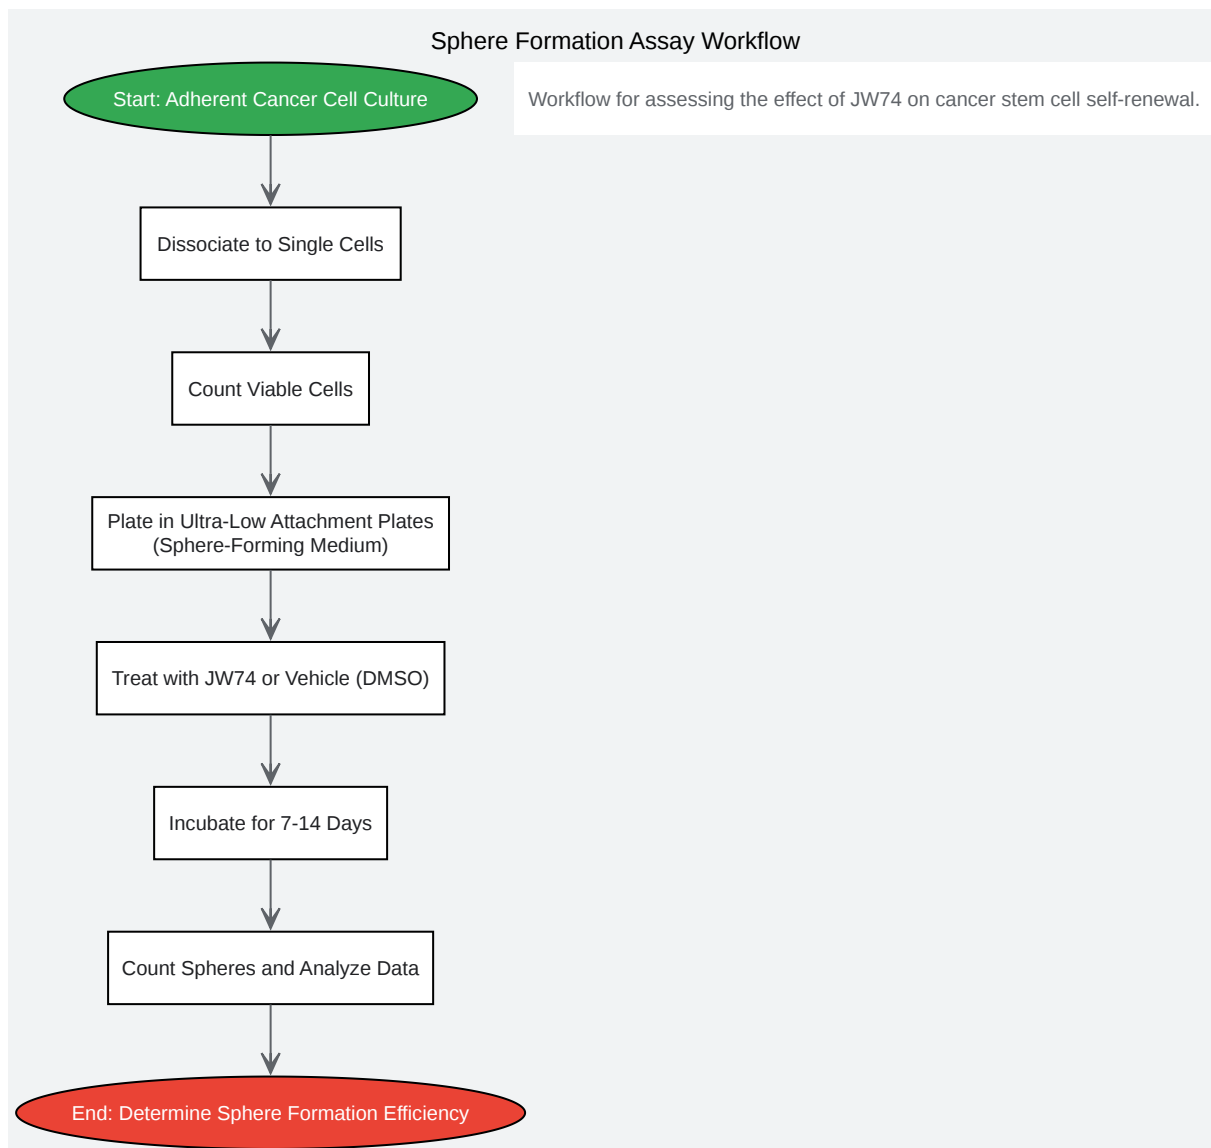 Sphere Formation Assay Workflow
Start: Adherent Cancer Cell Culture
Workflow for assessing the effect of JW74 on cancer stem cell self-renewal.
Dissociate to Single Cells
Count Viable Cells
Plate in Ultra-Low Attachment Plates
(Sphere-Forming Medium)
Treat with JW74 or Vehicle (DMSO)
Incubate for 7-14 Days
Count Spheres and Analyze Data
End: Determine Sphere Formation Efficiency